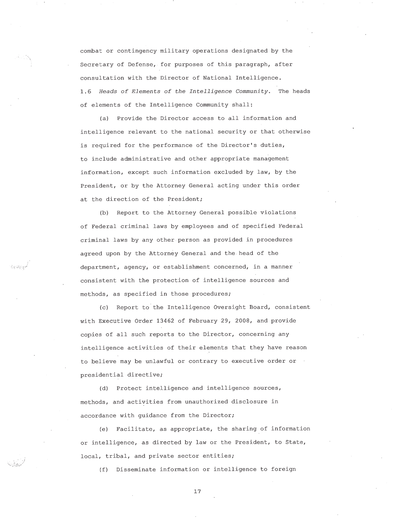 combat or contingency military operations designated by the
Secretary of Defense, for purposes of this paragraph, after
consultation with the Director of National Intelligence.
1.6 Heads of Elements of the Intelligence Community. The heads
of elements of the Intelligence Community shall:
(a) Provide the Director access to all information and
intelligence relevant to the national security or that otherwise
is required for the performance of the Director's duties,
to include administrative and other appropriate management
information, except such information excluded by law, by the
President, or by the Attorney General acting under this order
at the direction of the President;
(b) Report to the Attorney General possible violations
of Federal criminal laws by employees and of specified Federal
criminal laws by any other person as provided in procedures
agreed upon by the Attorney General and the head of the
department, agency, or establishment concerned, in a manner
consistent with the protection of intelligence sources and
methods, as specified in those procedures;
(c) Report to the Intelligence Oversight Board, consistent
with Executive Order 13462 of February 29, 2008, and provide
copies of all such reports to the Director, concerning any
intelligence activities of their elements that they have reason
to believe may be unlawful or contrary to executive order or
presidential directive;
(d) Protect intelligence and intelligence sources,
methods, and activities from unauthorized disclosure in
accordance with guidance from the Director;
(e) Facilitate, as appropriate, the sharing of information
or intelligence, as directed by law or the President, to State,
local, tribal, and private sector entities;
(f) Disseminate information or intelligence to foreign
17